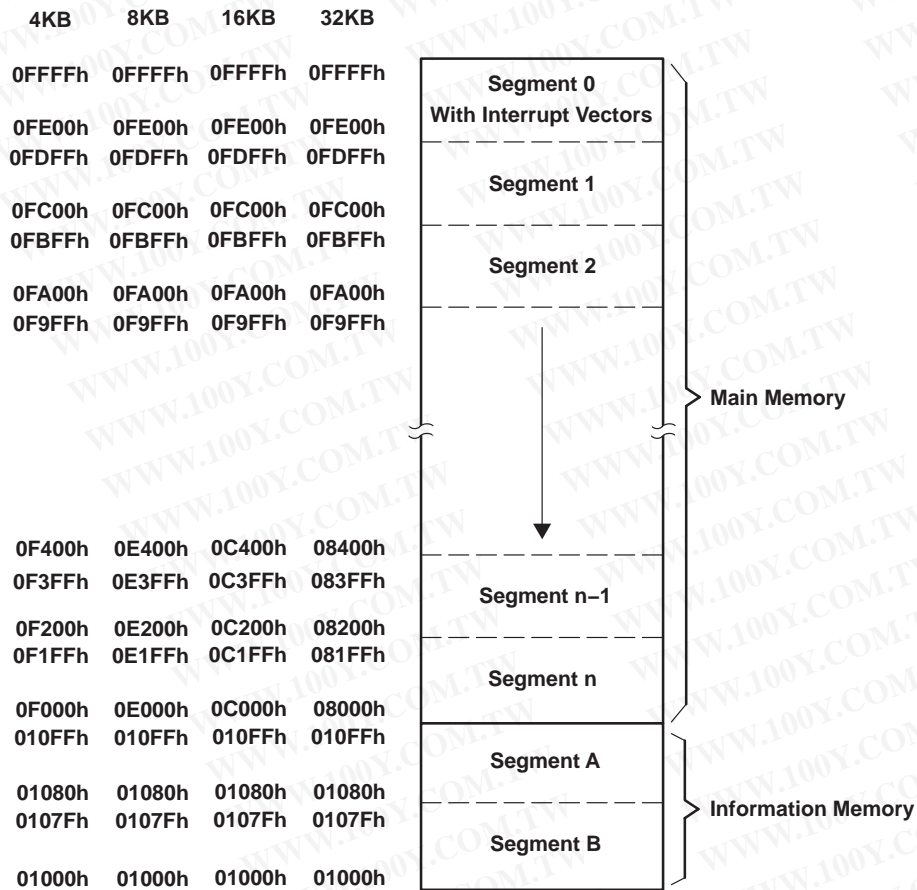 4KB 8KB 16KB 32KB
0FFFFh 0FFFFh 0FFFFh 0FFFFh
Segment 0
With Interrupt Vectors
0FE00h 0FE00h 0FE00h 0FE00h
0FDFFh 0FDFFh 0FDFFh 0FDFFh
Segment 1
0FC00h 0FC00h 0FC00h 0FC00h
0FBFFh 0FBFFh 0FBFFh 0FBFFh
Segment 2
0FA00h 0FA00h 0FA00h 0FA00h
0F9FFh 0F9FFh 0F9FFh 0F9FFh
Main Memory
0F400h 0E400h 0C400h 08400h
0F3FFh 0E3FFh 0C3FFh 083FFh
Segment n−1
0F200h 0E200h 0C200h 08200h
0F1FFh 0E1FFh 0C1FFh 081FFh
Segment n
0F000h 0E000h 0C000h 08000h
010FFh 010FFh 010FFh 010FFh
Segment A
01080h 01080h 01080h 01080h
0107Fh 0107Fh 0107Fh 0107Fh
Information Memory
Segment B
01000h 01000h 01000h 01000h
WWW.100Y.COM.TW